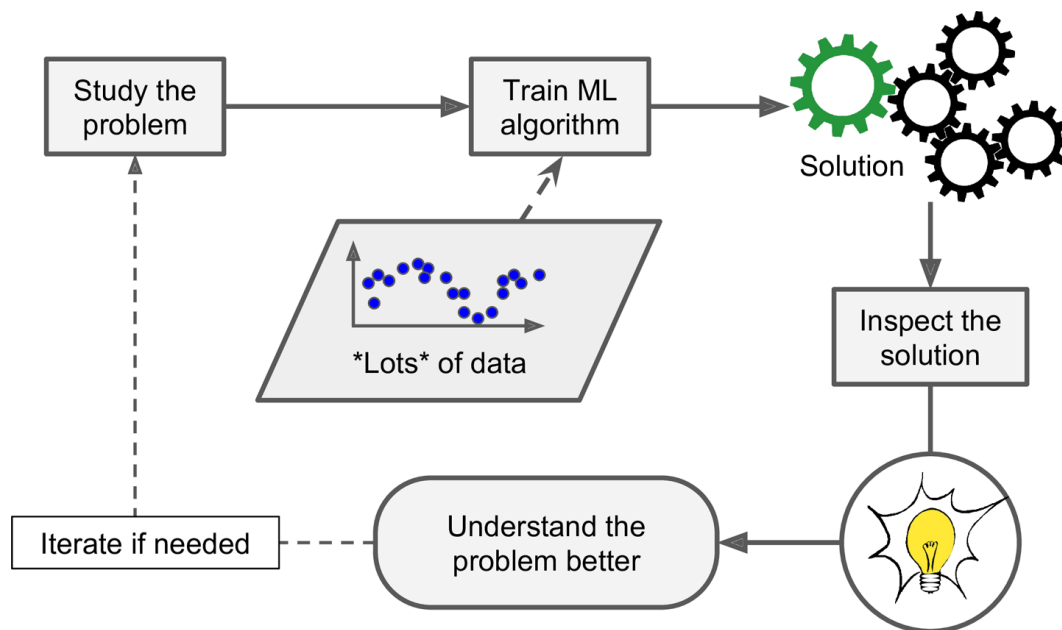 Study the
problem
Train ML
algorithm
Solution
*Lots* of data
Inspect the
solution
Understand the
problem better
Iterate if needed